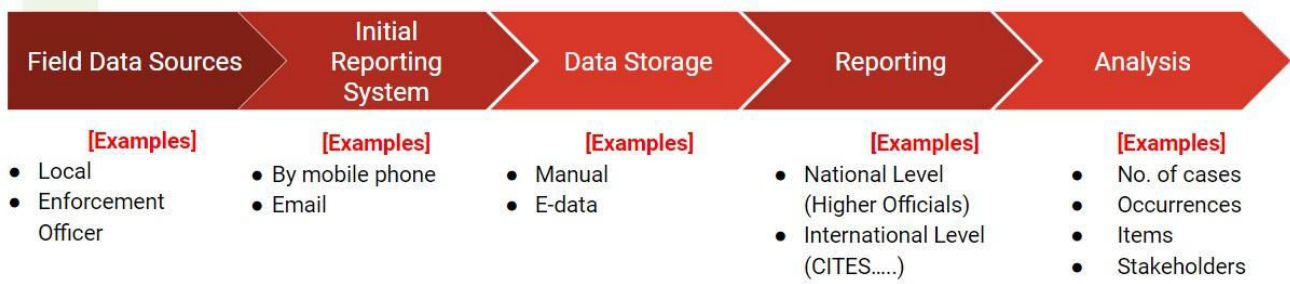 Field Data Sources
Initial
Reporting
System
Data Storage
Reporting
Analysis
[Examples]
● Local
● Enforcement
Officer
[Examples]
● By mobile phone
● Email
[Examples]
● Manual
● E-data
[Examples]
● National Level
(Higher Officials)
● International Level
(CITES.....)
[Examples]
● No. of cases
● Occurrences
● Items
● Stakeholders